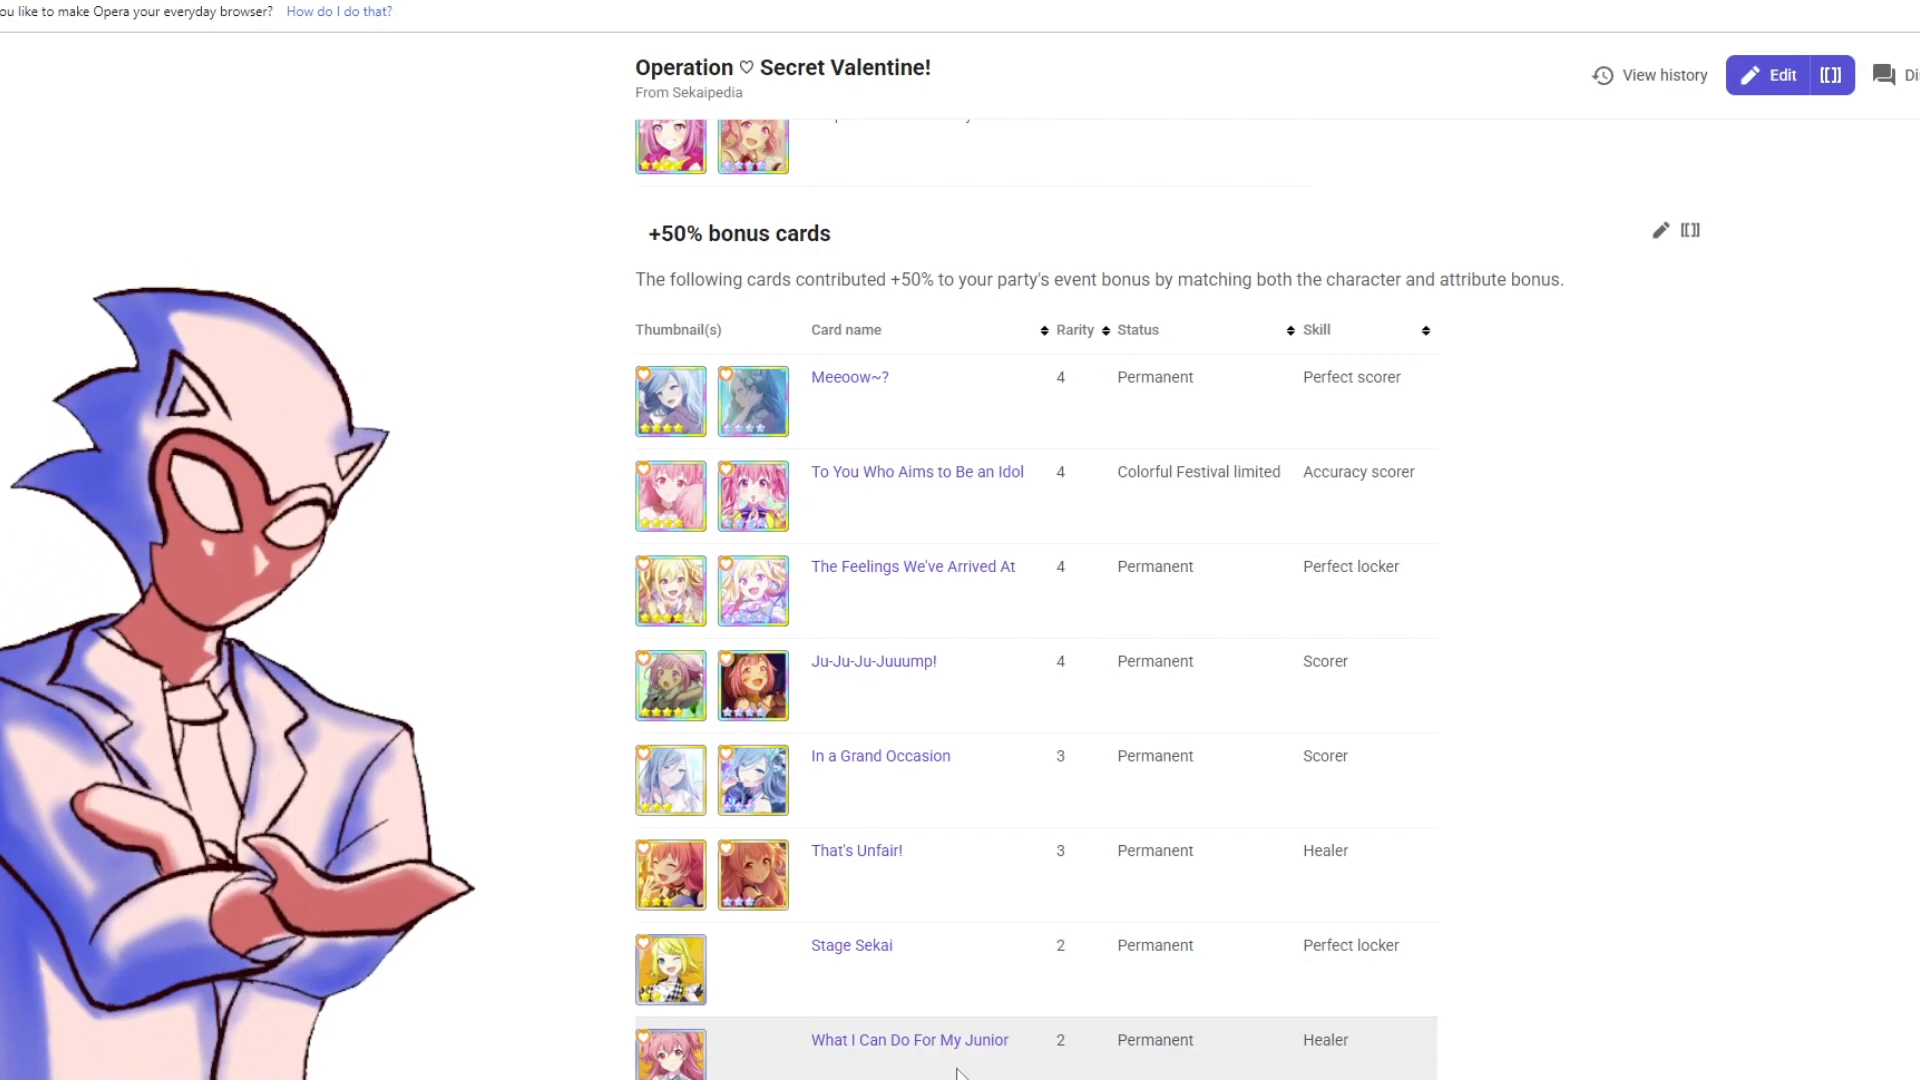 ou like to make Opera your everyday browser? How do I do that?
Operation ♡ Secret Valentine!
From Sekaipedia
View history
Edit
[[]]
Di
+50% bonus cards
[[]]
The following cards contributed +50% to your party's event bonus by matching both the character and attribute bonus.
Thumbnail(s) Card name Rarity Status Skill
Meeoow~? 4 Permanent Perfect scorer
To You Who Aims to Be an Idol 4 Colorful Festival limited Accuracy scorer
The Feelings We've Arrived At 4 Permanent Perfect locker
Ju-Ju-Ju-Juuump! 4 Permanent Scorer
In a Grand Occasion 3 Permanent Scorer
That's Unfair! 3 Permanent Healer
Stage Sekai 2 Permanent Perfect locker
What I Can Do For My Junior 2 Permanent Healer